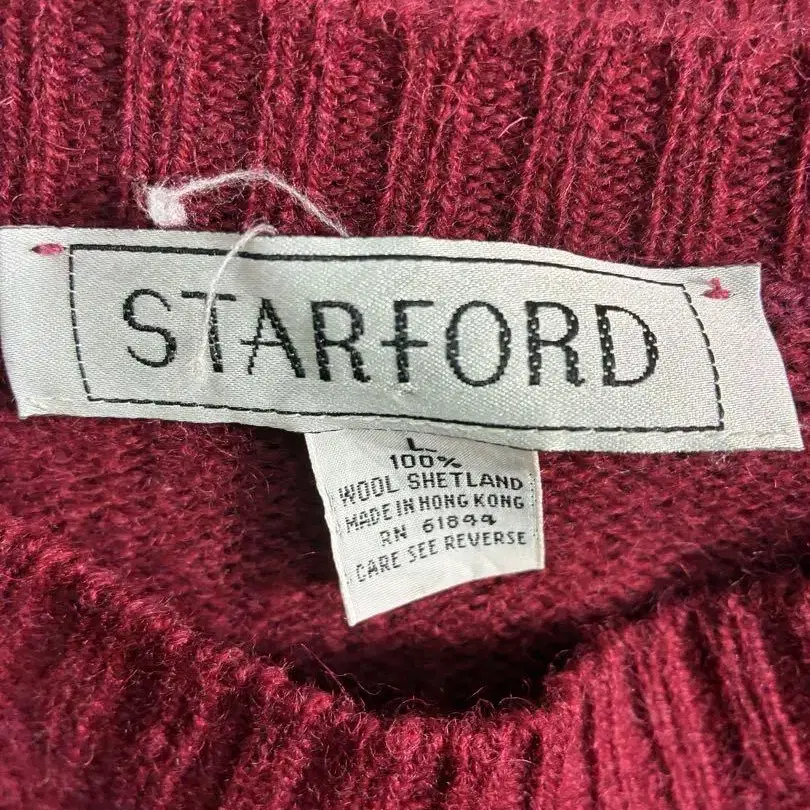 STARFORD
L
100%
WOOL SHETLAND
MADE IN HONG KONG
RN 61844
CARE SEE REVERSE